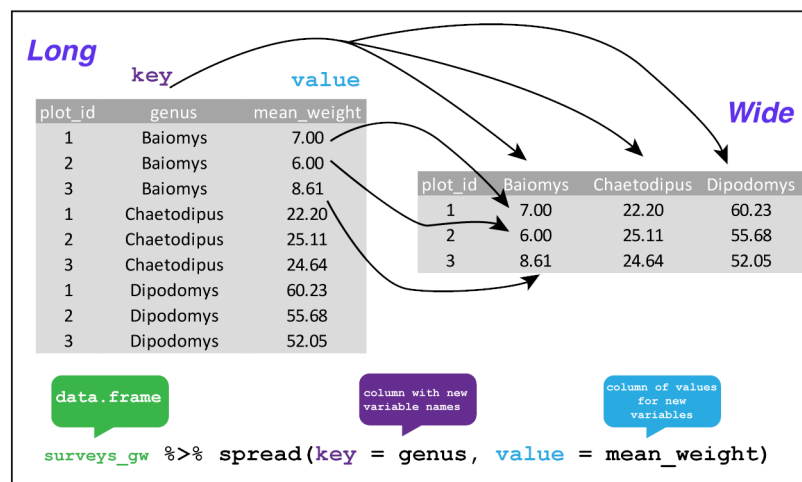 Long
key
value
plot_id genus mean_weight
1 Baiomys 7.00
2 Baiomys 6.00
3 Baiomys 8.61
1 Chaetodipus 22.20
2 Chaetodipus 25.11
3 Chaetodipus 24.64
1 Dipodomys 60.23
2 Dipodomys 55.68
3 Dipodomys 52.05
Wide
plot_id Baiomys Chaetodipus Dipodomys
1 7.00 22.20 60.23
2 6.00 25.11 55.68
3 8.61 24.64 52.05
data.frame
column with new
variable names
column of values
for new
variables
surveys_gw %>% spread(key = genus, value = mean_weight)